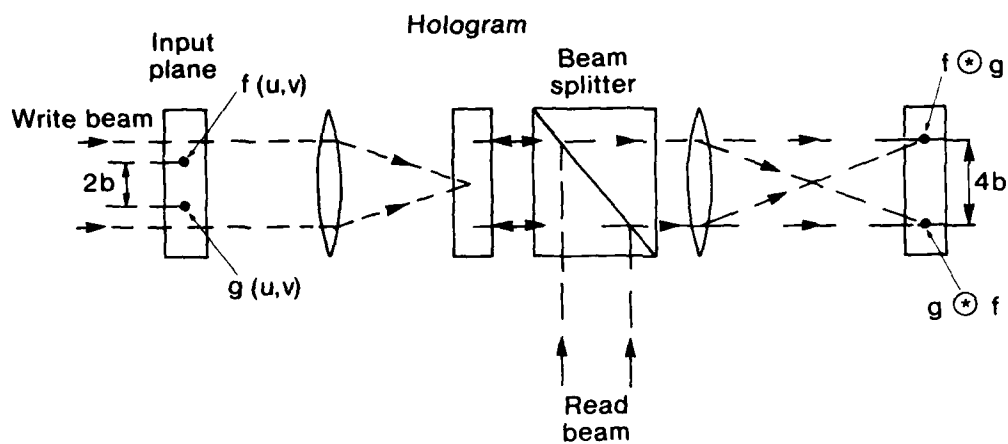 Hologram
Input
plane
f (u,v)
Beam
splitter
f ⊛ g
Write beam
2b
4b
g (u,v)
g ⊛ f
Read
beam